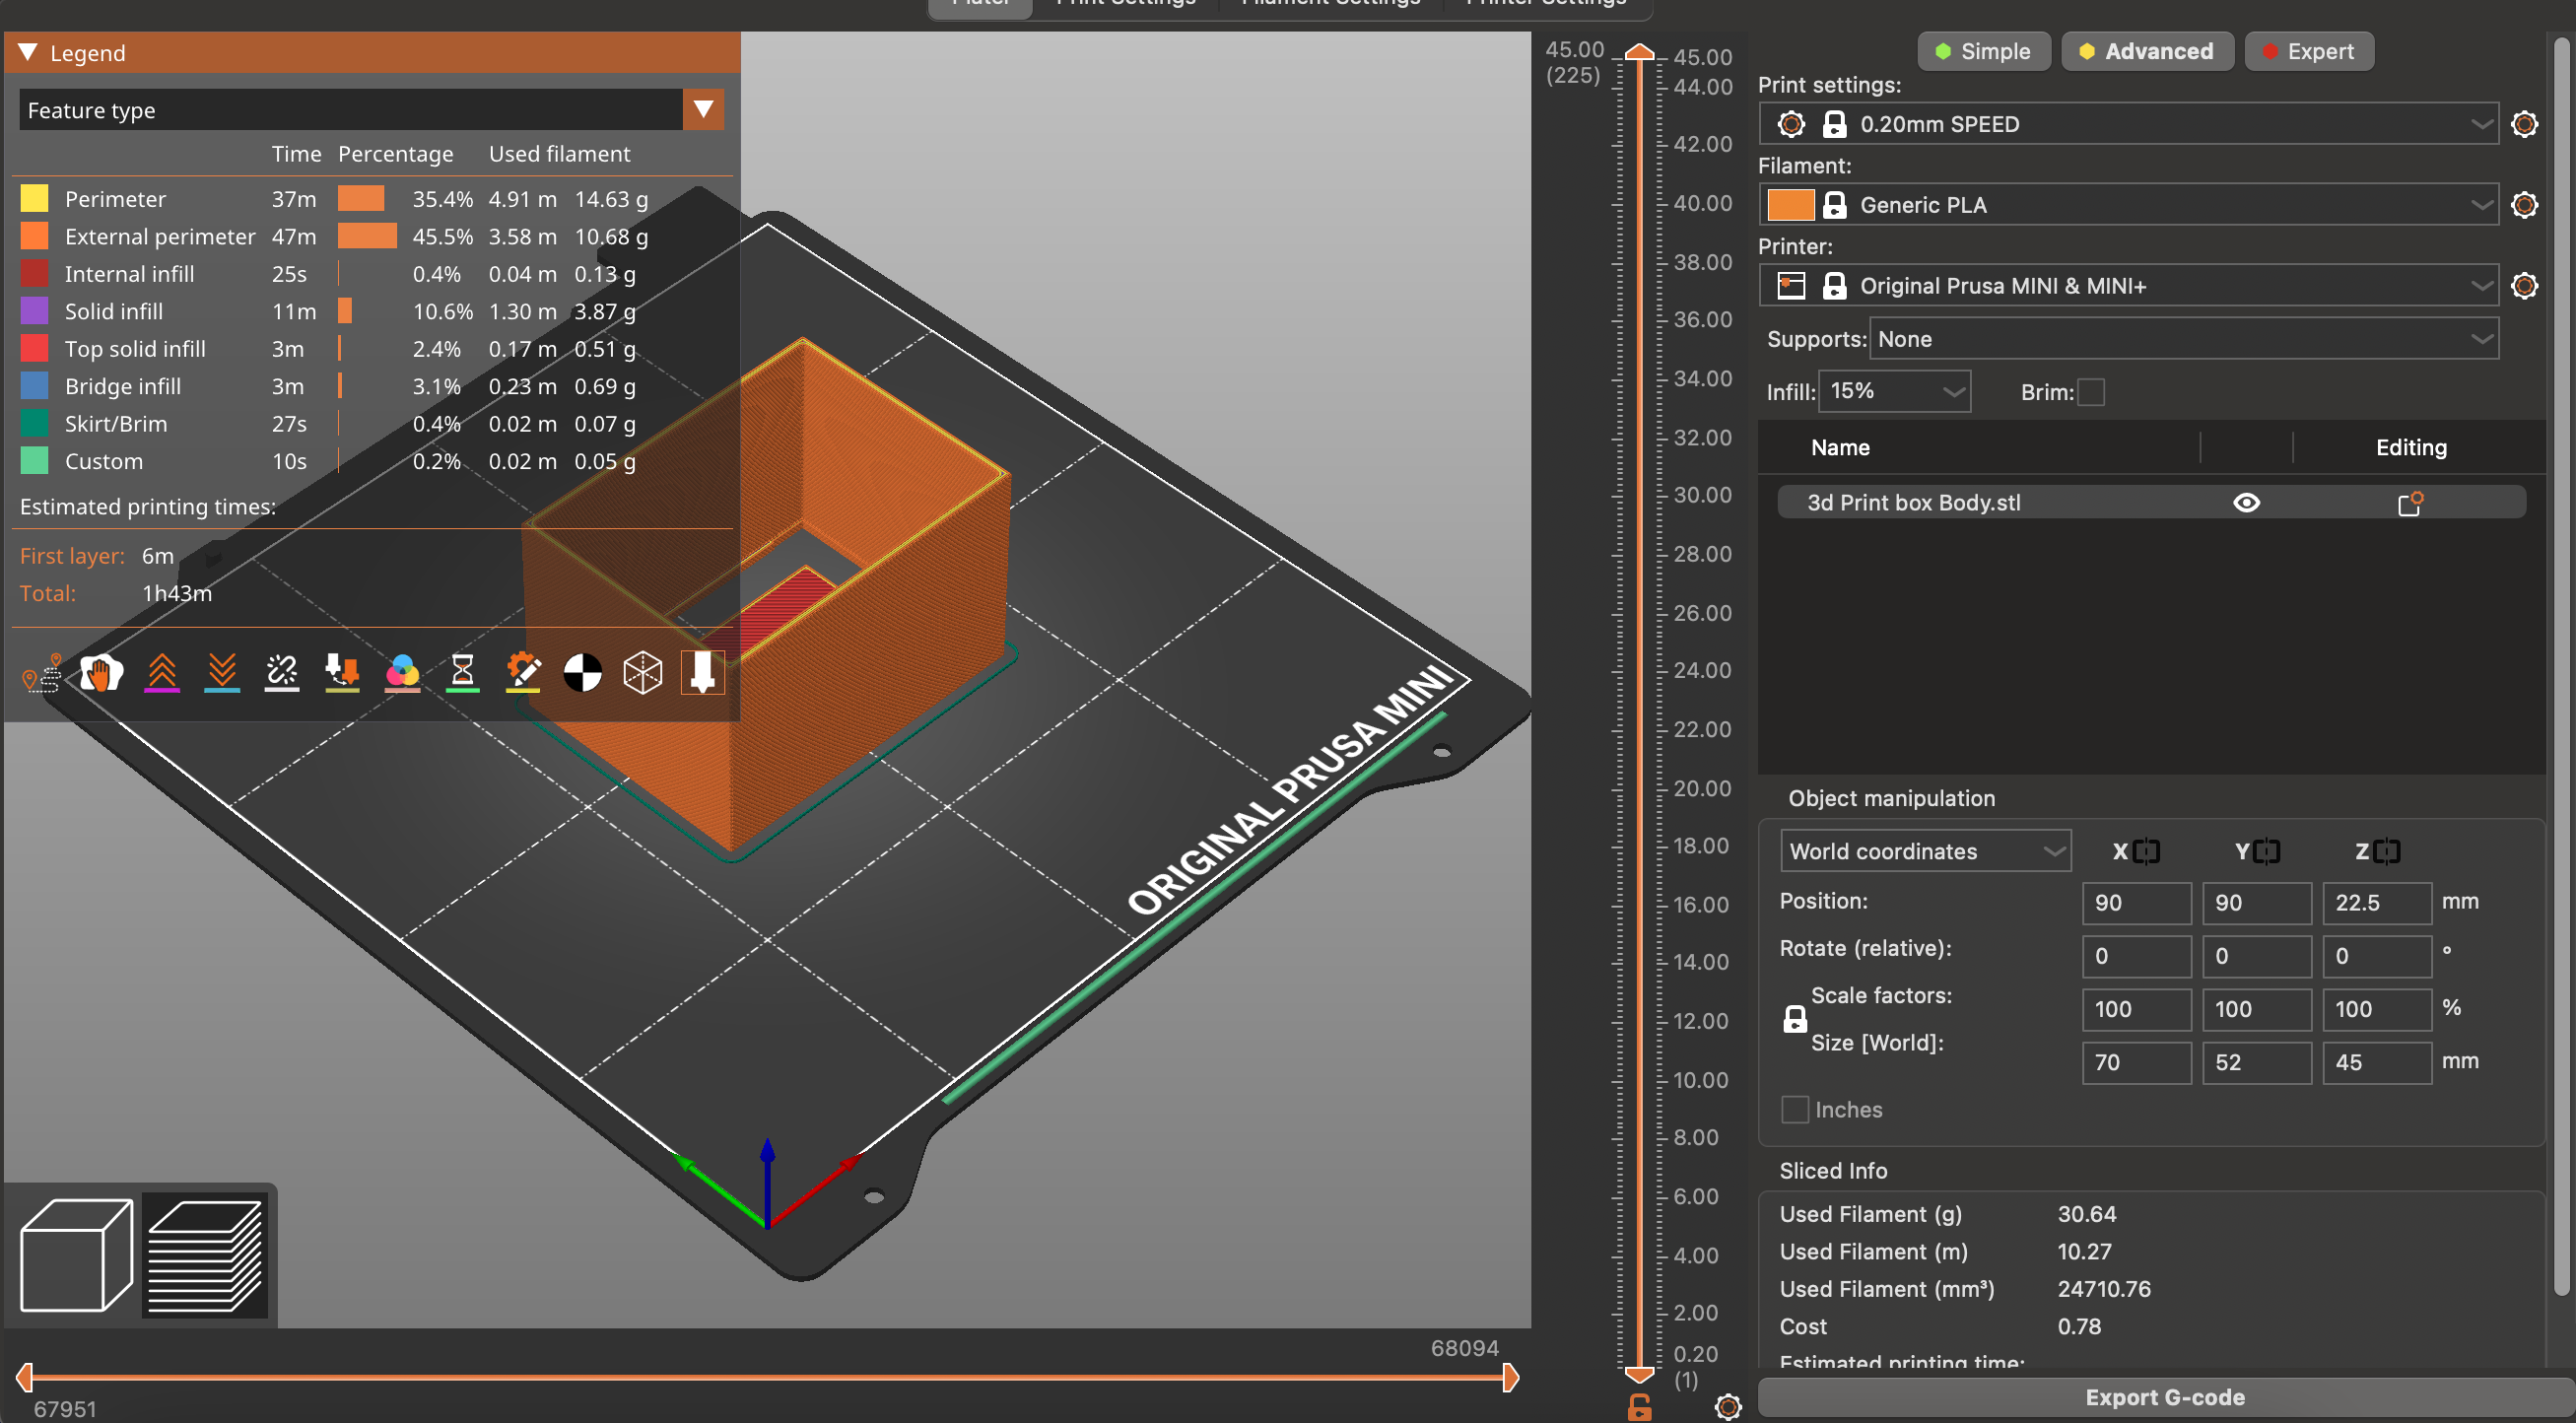 Plater Print Settings Filament Settings Printer Settings
Legend
Feature type
Time Percentage Used filament
Perimeter 37m 35.4% 4.91 m 14.63 g
External perimeter 47m 45.5% 3.58 m 10.68 g
Internal infill 25s 0.4% 0.04 m 0.13 g
Solid infill 11m 10.6% 1.30 m 3.87 g
Top solid infill 3m 2.4% 0.17 m 0.51 g
Bridge infill 3m 3.1% 0.23 m 0.69 g
Skirt/Brim 27s 0.4% 0.02 m 0.07 g
Custom 10s 0.2% 0.02 m 0.05 g
Estimated printing times:
First layer: 6m
Total: 1h43m
ORIGINAL PRUSA MINI
68094
67951
45.00
(225)
45.00
44.00
42.00
40.00
38.00
36.00
34.00
32.00
30.00
28.00
26.00
24.00
22.00
20.00
18.00
16.00
14.00
12.00
10.00
8.00
6.00
4.00
2.00
0.20
(1)
Simple Advanced Expert
Print settings:
0.20mm SPEED
Filament:
Generic PLA
Printer:
Original Prusa MINI & MINI+
Supports: None
Infill: 15% Brim:
Name Editing
3d Print box Body.stl
Object manipulation
World coordinates X Y Z
Position: 90 90 22.5 mm
Rotate (relative): 0 0 0 °
Scale factors: 100 100 100 %
Size [World]: 70 52 45 mm
Inches
Sliced Info
Used Filament (g) 30.64
Used Filament (m) 10.27
Used Filament (mm³) 24710.76
Cost 0.78
Estimated printing time:
Export G-code